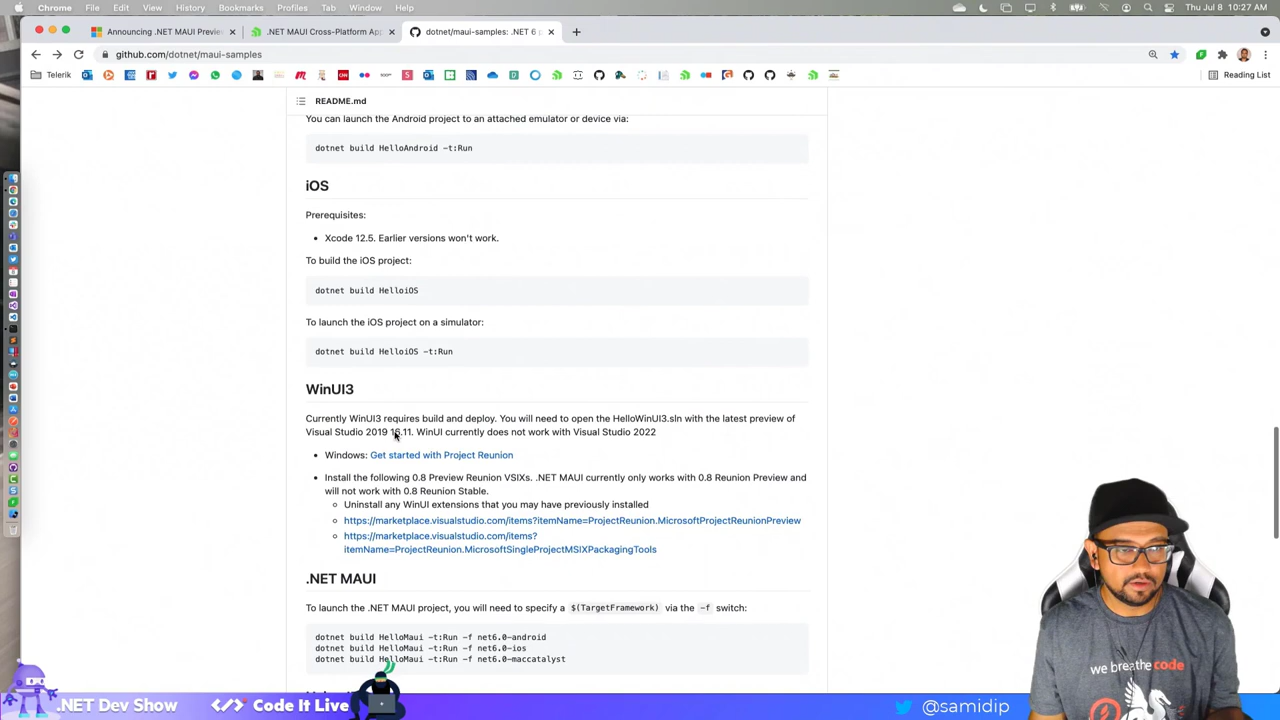 Chrome File Edit View History Bookmarks Profiles Tab Window Help Thu Jul 8 10:27 AM
Announcing .NET MAUI Previe
.NET MAUI Cross-Platform App
dotnet/maui-samples: .NET 6 p
github.com/dotnet/maui-samples
Telerik
Reading List
README.md
You can launch the Android project to an attached emulator or device via:
dotnet build HelloAndroid -t:Run
iOS
Prerequisites:
Xcode 12.5. Earlier versions won't work.
To build the iOS project:
dotnet build HelloiOS
To launch the iOS project on a simulator:
dotnet build HelloiOS -t:Run
WinUI3
Currently WinUI3 requires build and deploy. You will need to open the HelloWinUI3.sln with the latest preview of
Visual Studio 2019 16.11. WinUI currently does not work with Visual Studio 2022
Windows: Get started with Project Reunion
Install the following 0.8 Preview Reunion VSIXs. .NET MAUI currently only works with 0.8 Reunion Preview and
will not work with 0.8 Reunion Stable.
Uninstall any WinUI extensions that you may have previously installed
https://marketplace.visualstudio.com/items?itemName=ProjectReunion.MicrosoftProjectReunionPreview
https://marketplace.visualstudio.com/items?
itemName=ProjectReunion.MicrosoftSingleProjectMSIXPackagingTools
.NET MAUI
To launch the .NET MAUI project, you will need to specify a $(TargetFramework) via the -f switch:
dotnet build HelloMaui -t:Run -f net6.0-android
dotnet build HelloMaui -t:Run -f net6.0-ios
dotnet build HelloMaui -t:Run -f net6.0-maccatalyst
we breathe code
.NET Dev Show
Code It Live
@samidip